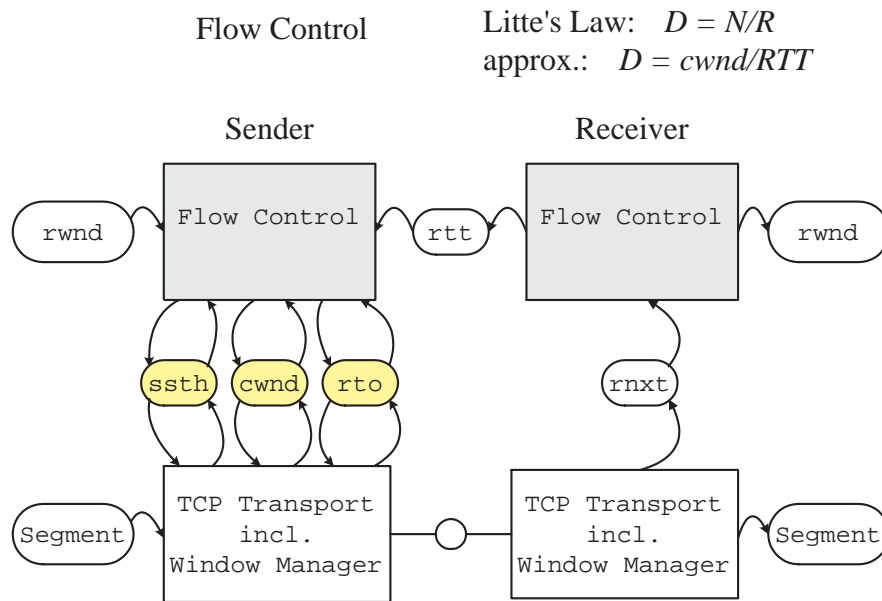 Flow Control
Litte's Law: D = N/R
approx.: D = cwnd/RTT
Sender
Receiver
rwnd
Flow Control
rtt
Flow Control
rwnd
ssth
cwnd
rto
rnxt
Segment
TCP Transport
incl.
Window Manager
TCP Transport
incl.
Window Manager
Segment